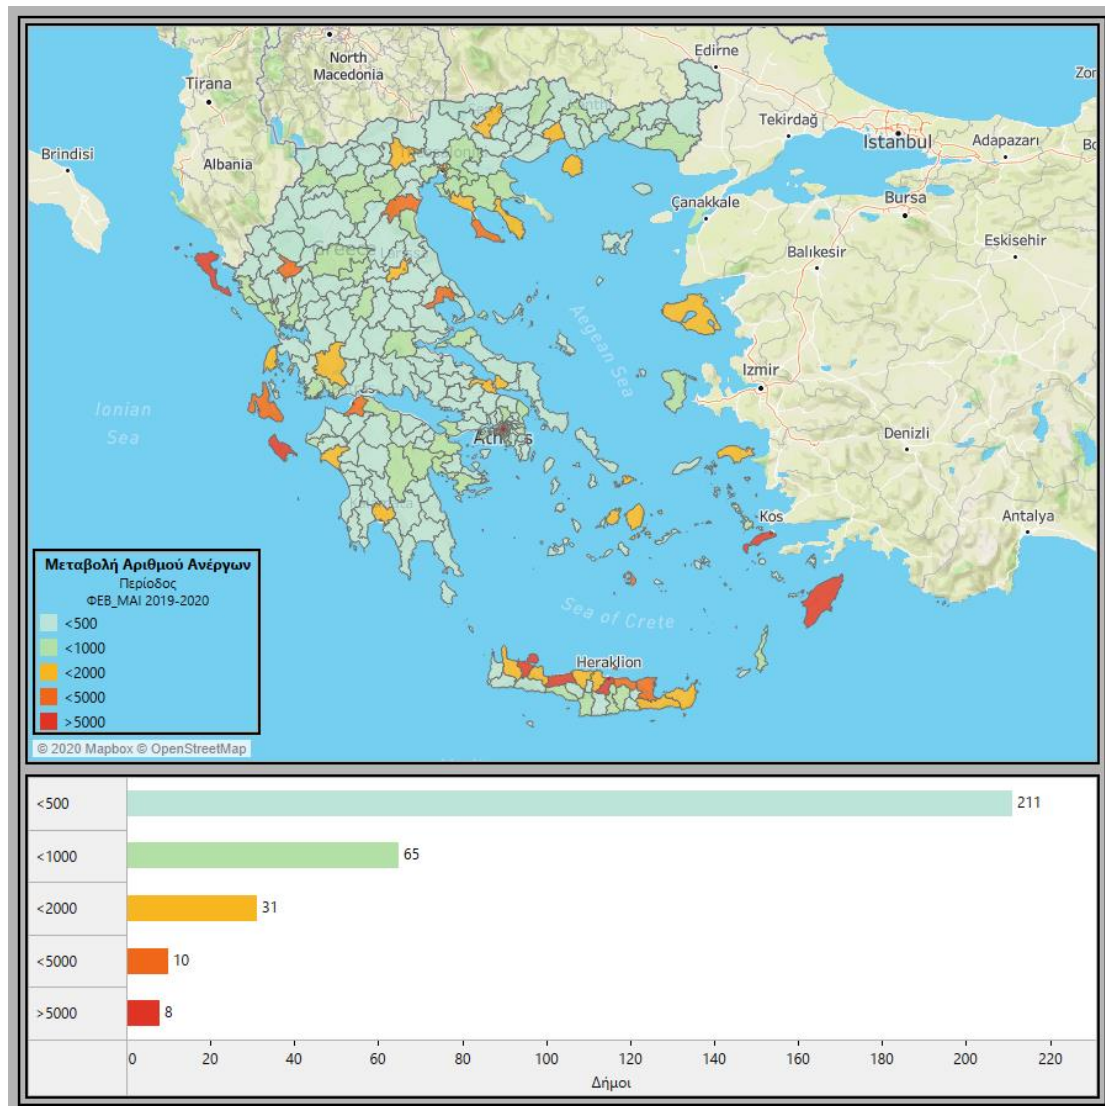 Edirne
North
Macedonia
Tirana
Zor
Tekirdağ
Istanbul
Adapazarı
Brindisi
Albania
Çanakkale
Bursa
Eskisehir
Balıkesir
Aegean Sea
Izmir
Ionian
Sea
Athens
Denizli
Kos
Antalya
Sea of Crete
Heraklion
Μεταβολή Αριθμού Ανέργων
Περίοδος
ΦΕΒ_ΜΑΙ 2019-2020
<500
<1000
<2000
<5000
>5000
© 2020 Mapbox © OpenStreetMap
<500 211
<1000 65
<2000 31
<5000 10
>5000 8
0 20 40 60 80 100 120 140 160 180 200 220
Δήμοι